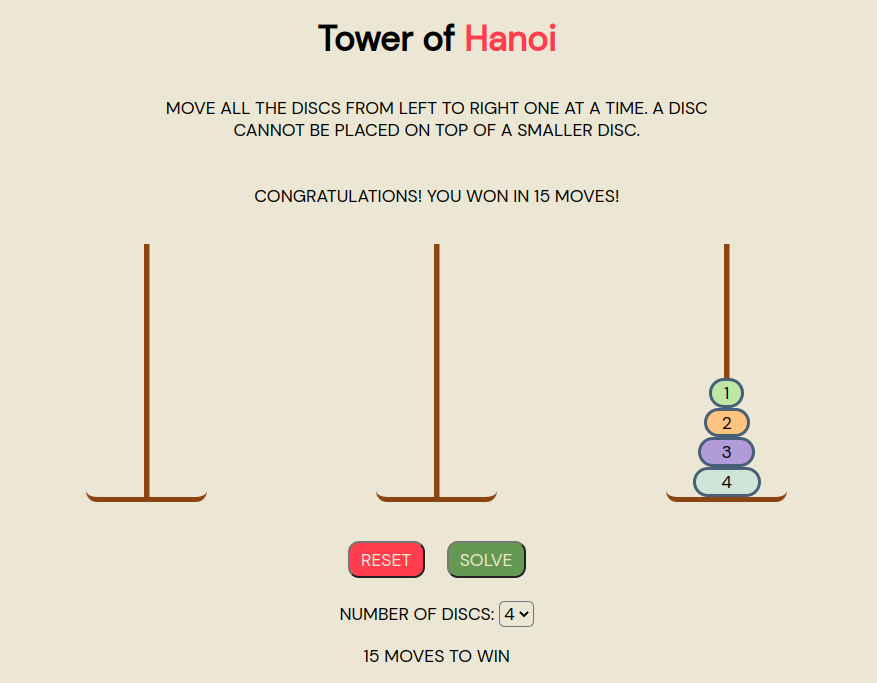 Tower of Hanoi
MOVE ALL THE DISCS FROM LEFT TO RIGHT ONE AT A TIME. A DISC
CANNOT BE PLACED ON TOP OF A SMALLER DISC.
CONGRATULATIONS! YOU WON IN 15 MOVES!
1
2
3
4
RESET SOLVE
NUMBER OF DISCS: 4
15 MOVES TO WIN